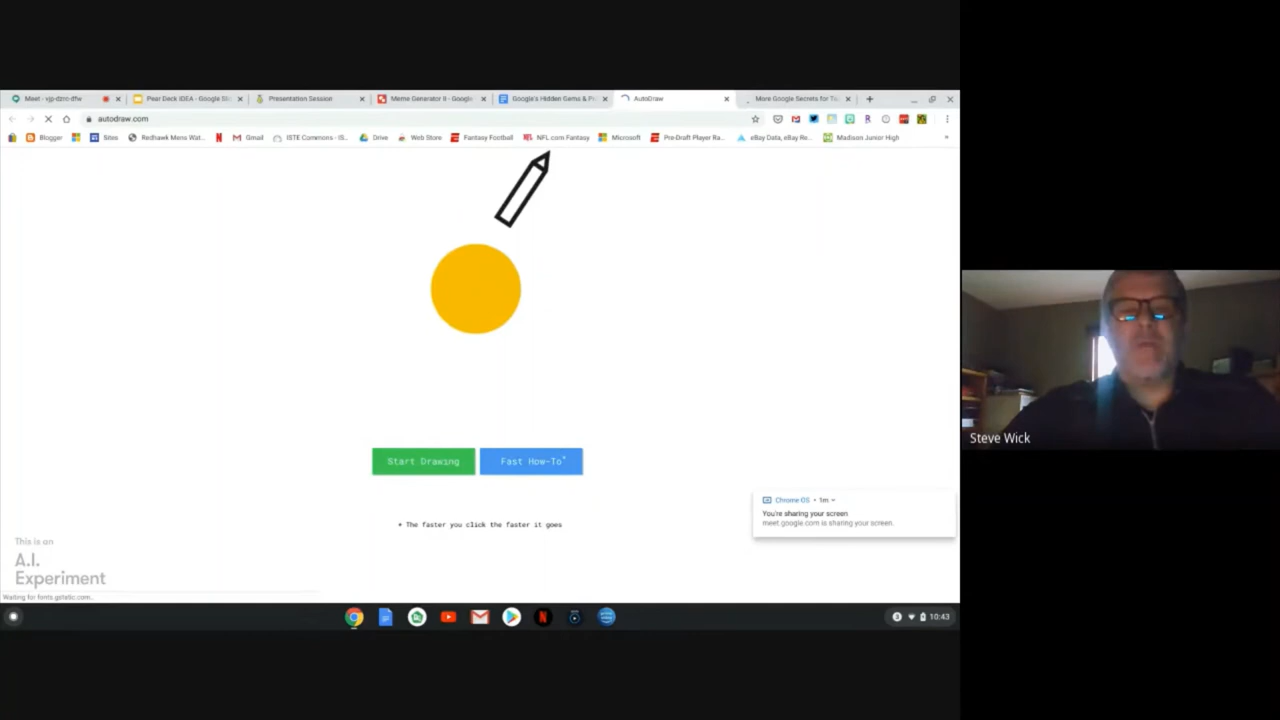 Meet - vjp-dzrn-dfw
Pear Deck IDEA - Google Sli
Presentation Session
Meme Generator II - Google
Google's Hidden Gems & P
AutoDraw
More Google Secrets for
autodraw.com
Blogger
Sites
Redhawk Mens Wat...
Gmail
ISTE Commons - IS..
Drive
Web Store
Fantasy Football
NFL.com Fantasy
Microsoft
Pre-Draft Player Ra...
eBay Data, eBay Re...
Madison Junior High
Start Drawing
Fast How-To*
* The faster you click the faster it goes
Chrome OS • 1m
You're sharing your screen
meet.google.com is sharing your screen.
This is an
A.I.
Experiment
Waiting for fonts.gstatic.com...
3
10:43
Steve Wick